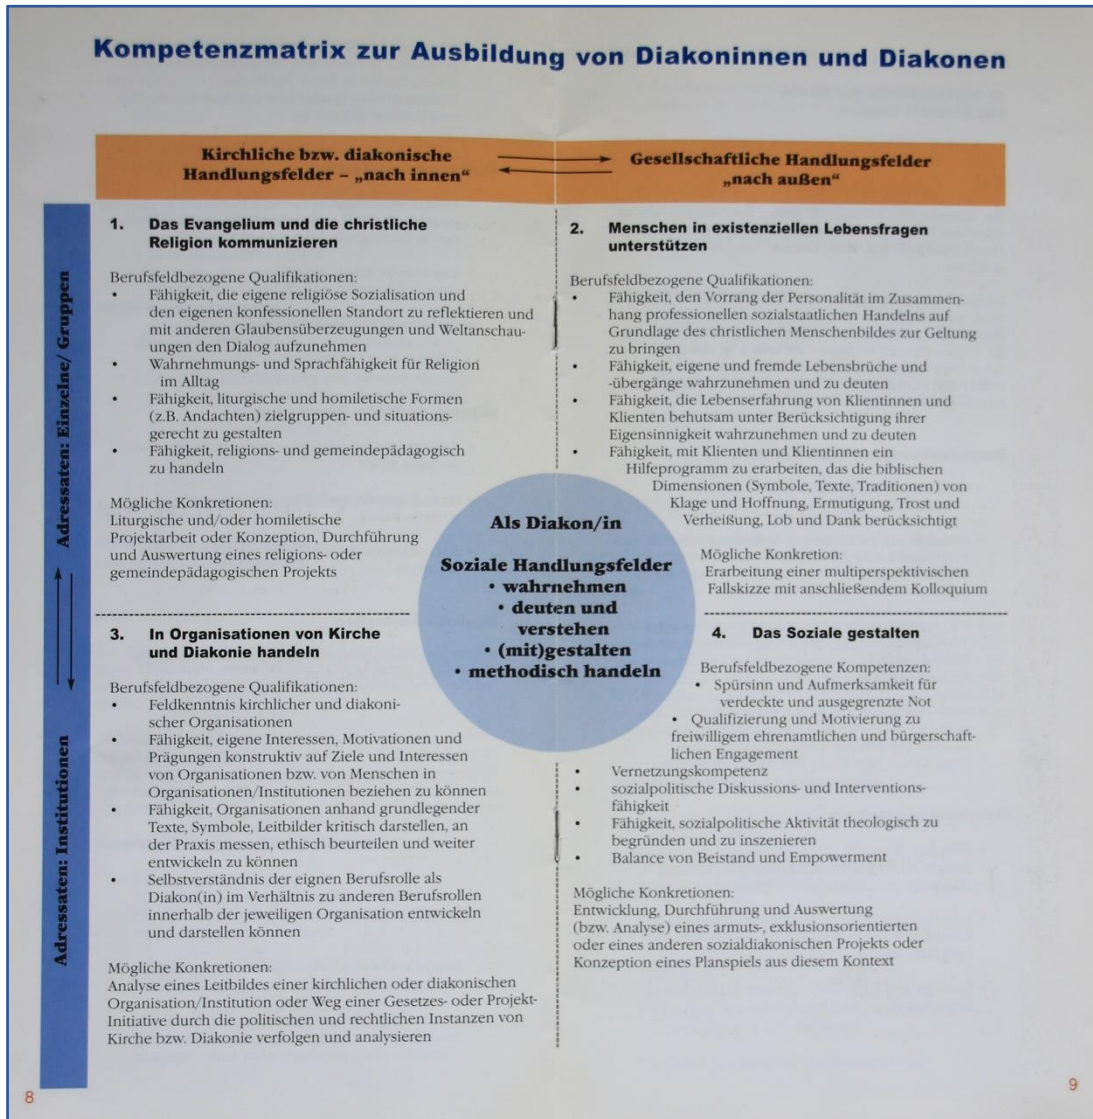 Kompetenzmatrix zur Ausbildung von Diakoninnen und Diakonen
Kirchliche bzw. diakonische
Handlungsfelder – „nach innen“
Gesellschaftliche Handlungsfelder
„nach außen“
Adressaten: Einzelne/ Gruppen
Adressaten: Institutionen
1. Das Evangelium und die christliche
Religion kommunizieren
Berufsfeldbezogene Qualifikationen:
• Fähigkeit, die eigene religiöse Sozialisation und
den eigenen konfessionellen Standort zu reflektieren und
mit anderen Glaubensüberzeugungen und Weltanschau-
ungen den Dialog aufzunehmen
• Wahrnehmungs- und Sprachfähigkeit für Religion
im Alltag
• Fähigkeit, liturgische und homiletische Formen
(z.B. Andachten) zielgruppen- und situations-
gerecht zu gestalten
• Fähigkeit, religions- und gemeindepädagogisch
zu handeln
Mögliche Konkretionen:
Liturgische und/oder homiletische
Projektarbeit oder Konzeption, Durchführung
und Auswertung eines religions- oder
gemeindepädagogischen Projekts
2. Menschen in existenziellen Lebensfragen
unterstützen
Berufsfeldbezogene Qualifikationen:
• Fähigkeit, den Vorrang der Personalität im Zusammen-
hang professionellen sozialstaatlichen Handelns auf
Grundlage des christlichen Menschenbildes zur Geltung
zu bringen
• Fähigkeit, eigene und fremde Lebensbrüche und
-übergänge wahrzunehmen und zu deuten
• Fähigkeit, die Lebenserfahrung von Klientinnen und
Klienten behutsam unter Berücksichtigung ihrer
Eigensinnigkeit wahrzunehmen und zu deuten
• Fähigkeit, mit Klienten und Klientinnen ein
Hilfeprogramm zu erarbeiten, das die biblischen
Dimensionen (Symbole, Texte, Traditionen) von
Klage und Hoffnung, Ermutigung, Trost und
Verheißung, Lob und Dank berücksichtigt
Mögliche Konkretion:
Erarbeitung einer multiperspektivischen
Fallskizze mit anschließendem Kolloquium
Als Diakon/in
Soziale Handlungsfelder
• wahrnehmen
• deuten und
verstehen
• (mit)gestalten
• methodisch handeln
3. In Organisationen von Kirche
und Diakonie handeln
Berufsfeldbezogene Qualifikationen:
• Feldkenntnis kirchlicher und diakoni-
scher Organisationen
• Fähigkeit, eigene Interessen, Motivationen und
Prägungen konstruktiv auf Ziele und Interessen
von Organisationen bzw. von Menschen in
Organisationen/Institutionen beziehen zu können
• Fähigkeit, Organisationen anhand grundlegender
Texte, Symbole, Leitbilder kritisch darstellen, an
der Praxis messen, ethisch beurteilen und weiter
entwickeln zu können
• Selbstverständnis der eignen Berufsrolle als
Diakon(in) im Verhältnis zu anderen Berufsrollen
innerhalb der jeweiligen Organisation entwickeln
und darstellen können
Mögliche Konkretionen:
Analyse eines Leitbildes einer kirchlichen oder diakonischen
Organisation/Institution oder Weg einer Gesetzes- oder Projekt-
Initiative durch die politischen und rechtlichen Instanzen von
Kirche bzw. Diakonie verfolgen und analysieren
4. Das Soziale gestalten
Berufsfeldbezogene Kompetenzen:
• Spürsinn und Aufmerksamkeit für
verdeckte und ausgegrenzte Not
• Qualifizierung und Motivierung zu
freiwilligem ehrenamtlichen und bürgerschaft-
lichen Engagement
• Vernetzungskompetenz
• sozialpolitische Diskussions- und Interventions-
fähigkeit
• Fähigkeit, sozialpolitische Aktivität theologisch zu
begründen und zu inszenieren
• Balance von Beistand und Empowerment
Mögliche Konkretionen:
Entwicklung, Durchführung und Auswertung
(bzw. Analyse) eines armuts-, exklusionsorientierten
oder eines anderen sozialdiakonischen Projekts oder
Konzeption eines Planspiels aus diesem Kontext
8
9